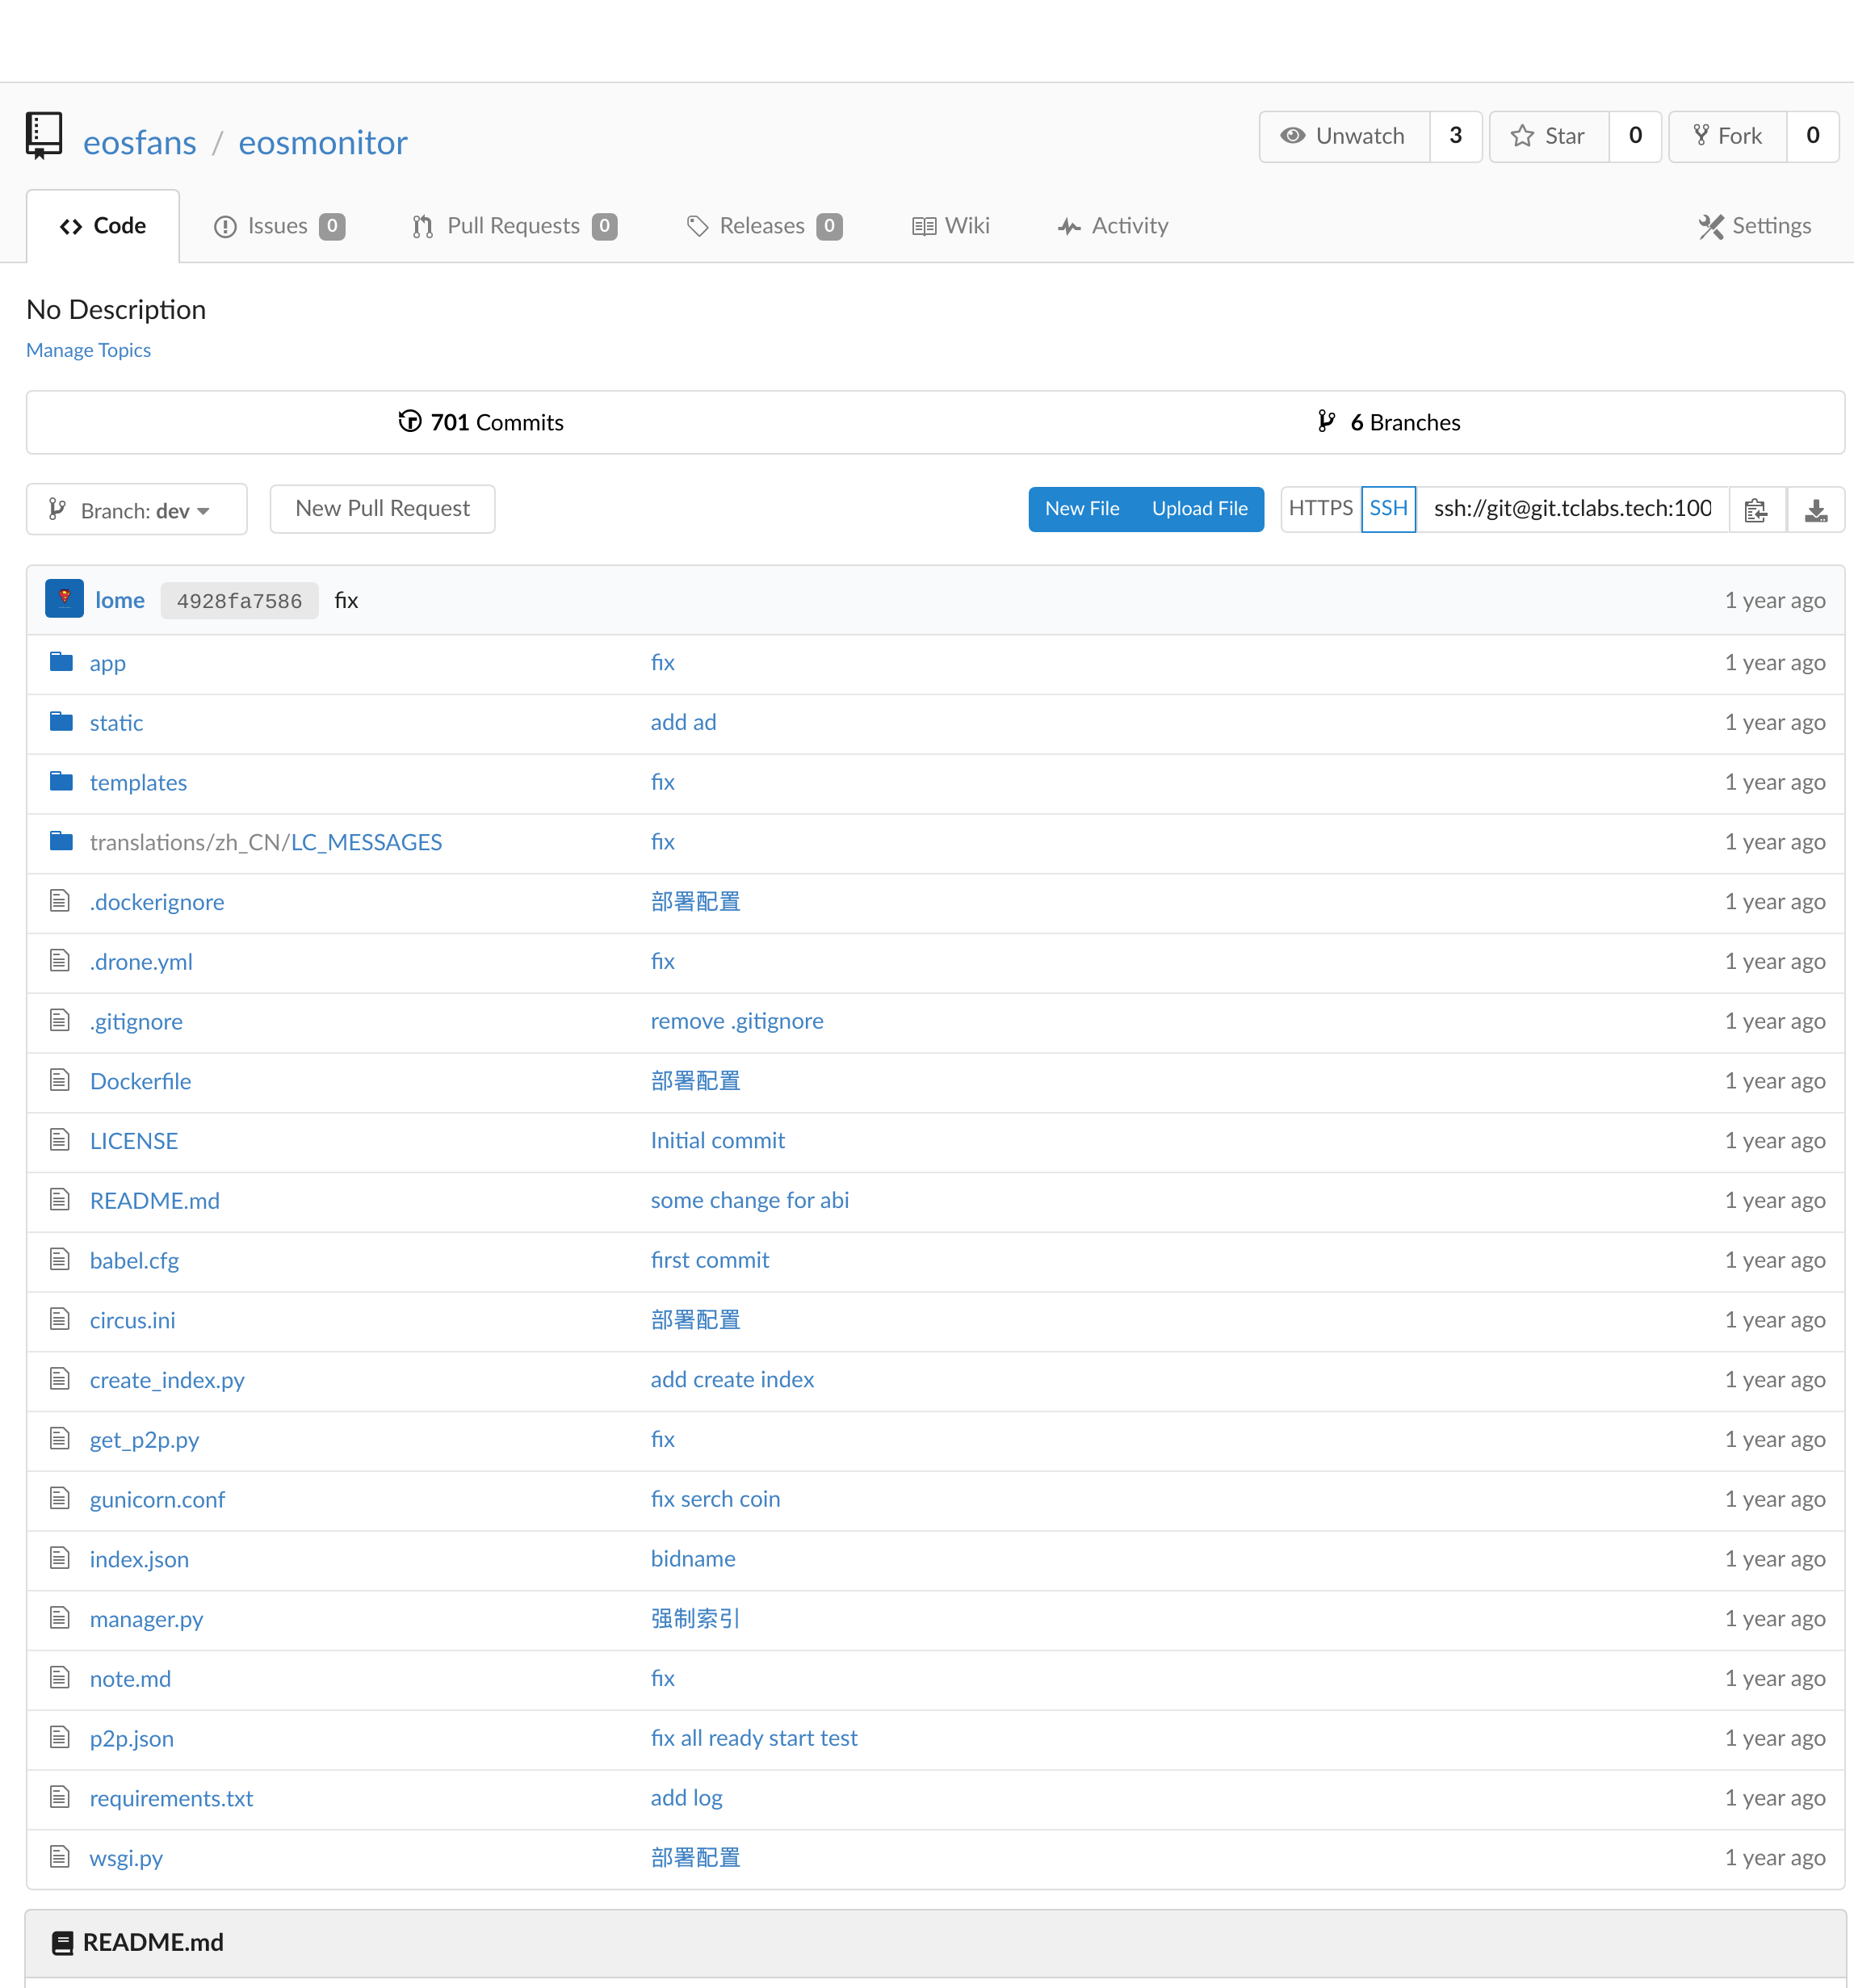 eosfans / eosmonitor
Unwatch 3 Star 0 Fork 0
Code Issues 0 Pull Requests 0 Releases 0 Wiki Activity Settings
No Description
Manage Topics
701 Commits 6 Branches
Branch: dev New Pull Request New File Upload File HTTPS SSH ssh://git@git.tclabs.tech:100
lome 4928fa7586 fix 1 year ago
app fix 1 year ago
static add ad 1 year ago
templates fix 1 year ago
translations/zh_CN/LC_MESSAGES fix 1 year ago
.dockerignore 部署配置 1 year ago
.drone.yml fix 1 year ago
.gitignore remove .gitignore 1 year ago
Dockerfile 部署配置 1 year ago
LICENSE Initial commit 1 year ago
README.md some change for abi 1 year ago
babel.cfg first commit 1 year ago
circus.ini 部署配置 1 year ago
create_index.py add create index 1 year ago
get_p2p.py fix 1 year ago
gunicorn.conf fix serch coin 1 year ago
index.json bidname 1 year ago
manager.py 强制索引 1 year ago
note.md fix 1 year ago
p2p.json fix all ready start test 1 year ago
requirements.txt add log 1 year ago
wsgi.py 部署配置 1 year ago
README.md